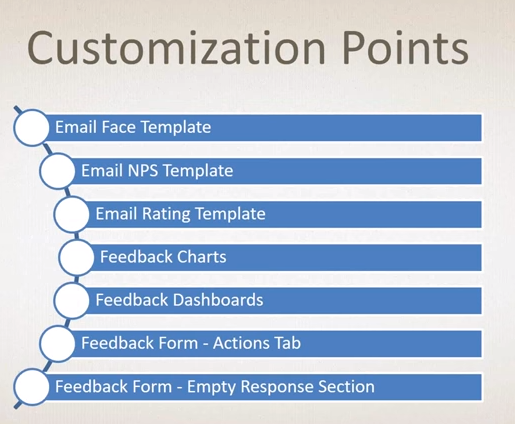 Customization Points
Email Face Template
Email NPS Template
Email Rating Template
Feedback Charts
Feedback Dashboards
Feedback Form - Actions Tab
Feedback Form - Empty Response Section